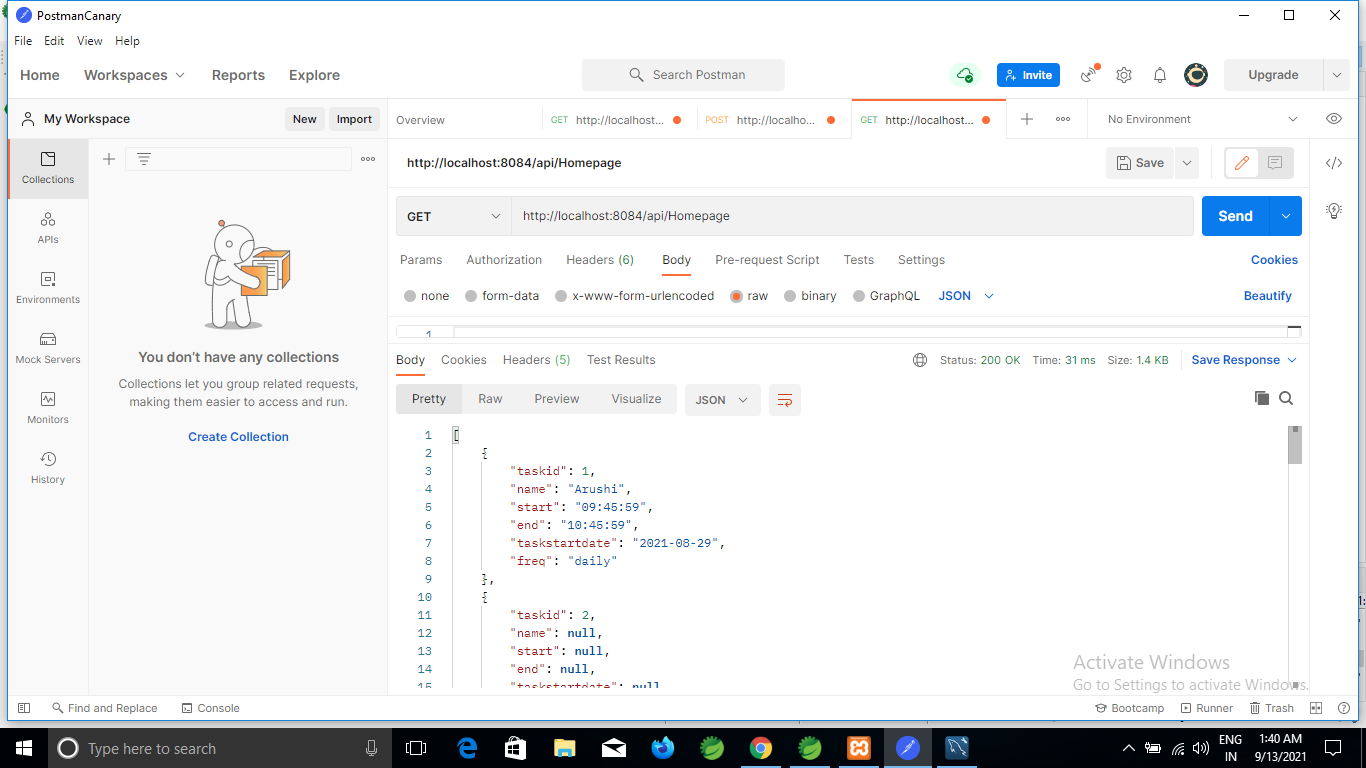 PostmanCanary
File Edit View Help
Home Workspaces Reports Explore Search Postman Invite Upgrade
My Workspace New Import
Overview GET http://localhost... POST http://localho... GET http://localhost... No Environment
Collections
APIs
Environments
Mock Servers
Monitors
History
You don't have any collections
Collections let you group related requests,
making them easier to access and run.
Create Collection
http://localhost:8084/api/Homepage Save
GET http://localhost:8084/api/Homepage Send
Params Authorization Headers (6) Body Pre-request Script Tests Settings Cookies
none form-data x-www-form-urlencoded raw binary GraphQL JSON Beautify
1
Body Cookies Headers (5) Test Results Status: 200 OK Time: 31 ms Size: 1.4 KB Save Response
Pretty Raw Preview Visualize JSON
1 [
2 {
3 "taskid": 1,
4 "name": "Arushi",
5 "start": "09:45:59",
6 "end": "10:45:59",
7 "taskstartdate": "2021-08-29",
8 "freq": "daily"
9 },
10 {
11 "taskid": 2,
12 "name": null,
13 "start": null,
14 "end": null,
15 "taskstartdate": null
Activate Windows
Go to Settings to activate Windows.
Find and Replace Console Bootcamp Runner Trash
Type here to search
ENG
IN
1:40 AM
9/13/2021